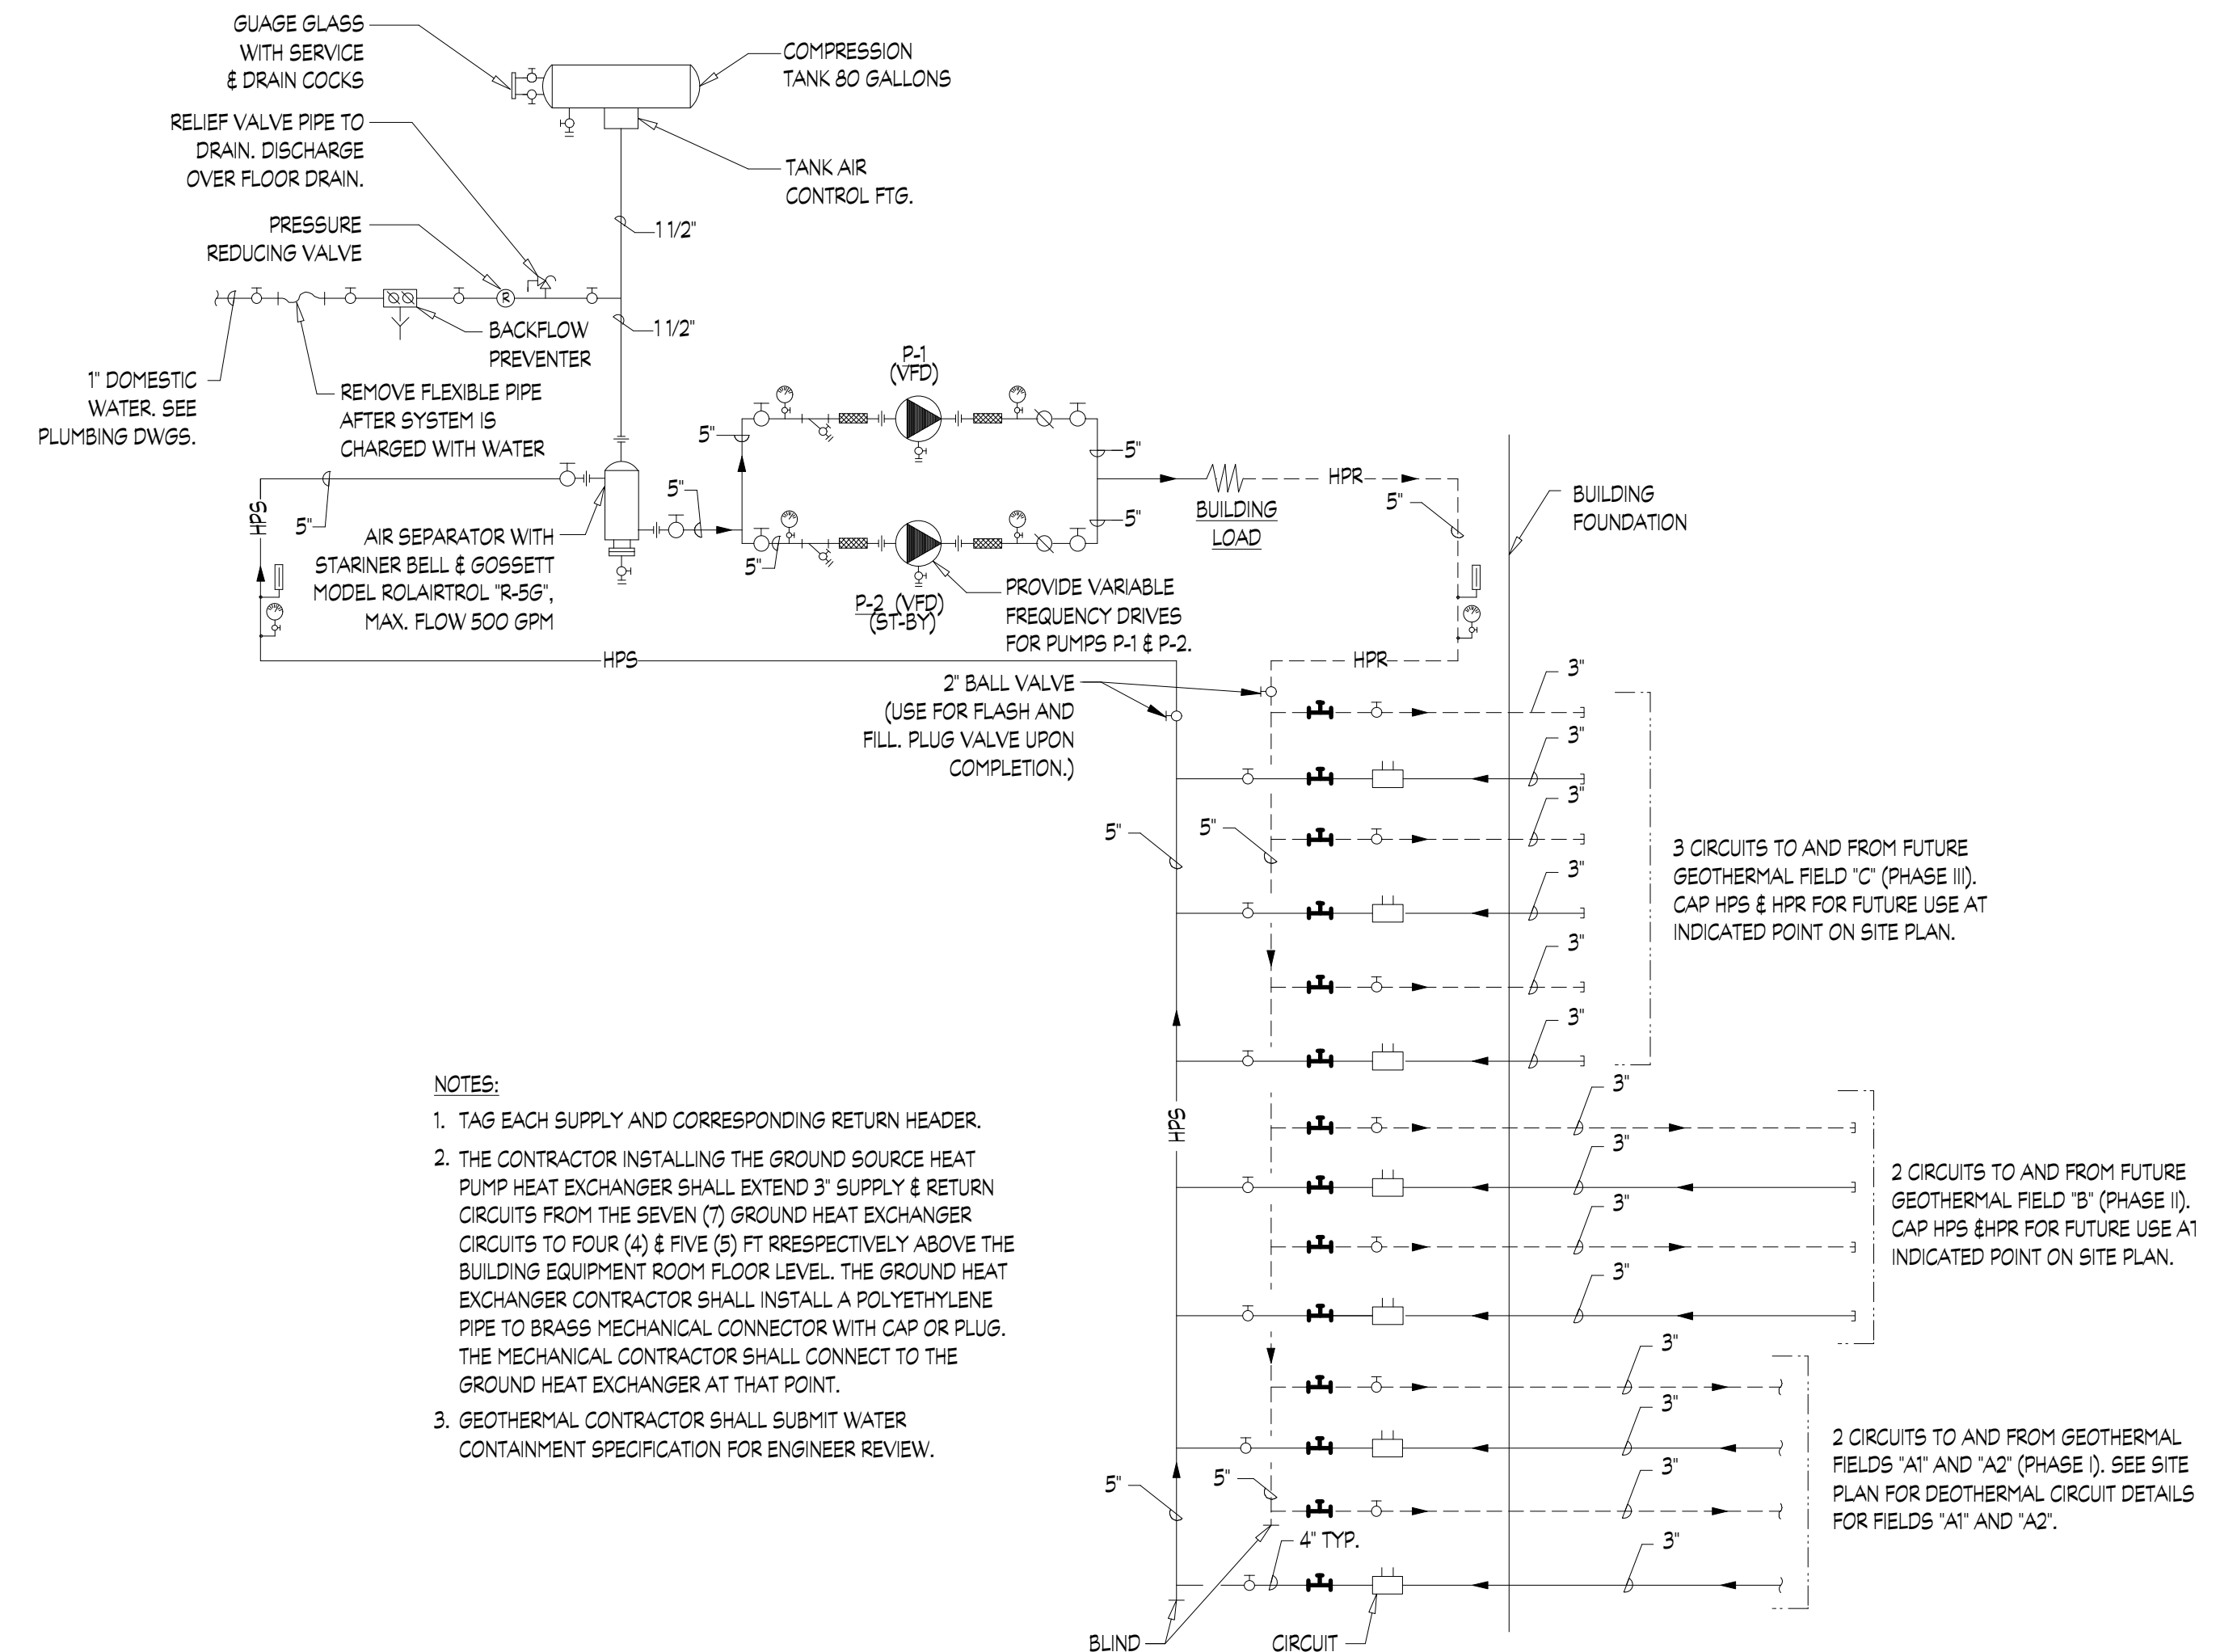 GUAGE GLASS
WITH SERVICE
& DRAIN COCKS
COMPRESSION
TANK 80 GALLONS
RELIEF VALVE PIPE TO
DRAIN. DISCHARGE
OVER FLOOR DRAIN.
TANK AIR
CONTROL FTG.
PRESSURE
REDUCING VALVE
1 1/2"
R
1 1/2"
BACKFLOW
PREVENTER
1" DOMESTIC
WATER. SEE
PLUMBING DWGS.
REMOVE FLEXIBLE PIPE
AFTER SYSTEM IS
CHARGED WITH WATER
P-1
(VFD)
5"
5"
HPS
5"
5"
AIR SEPARATOR WITH
STARINER BELL & GOSSETT
MODEL ROLAIRTROL "R-5G",
MAX. FLOW 500 GPM
5"
5"
P-2 (VFD)
(ST-BY)
PROVIDE VARIABLE
FREQUENCY DRIVES
FOR PUMPS P-1 & P-2.
BUILDING
LOAD
HPR
5"
BUILDING
FOUNDATION
HPS
HPR
2" BALL VALVE
(USE FOR FLASH AND
FILL. PLUG VALVE UPON
COMPLETION.)
3"
3"
3"
5"
5"
3"
3"
3"
3 CIRCUITS TO AND FROM FUTURE
GEOTHERMAL FIELD "C" (PHASE III).
CAP HPS & HPR FOR FUTURE USE AT
INDICATED POINT ON SITE PLAN.
HPS
3"
3"
3"
3"
2 CIRCUITS TO AND FROM FUTURE
GEOTHERMAL FIELD "B" (PHASE II).
CAP HPS &HPR FOR FUTURE USE AT
INDICATED POINT ON SITE PLAN.
3"
3"
3"
3"
5"
5"
4" TYP.
2 CIRCUITS TO AND FROM GEOTHERMAL
FIELDS "A1" AND "A2" (PHASE I). SEE SITE
PLAN FOR DEOTHERMAL CIRCUIT DETAILS
FOR FIELDS "A1" AND "A2".
BLIND
CIRCUIT
NOTES:
1. TAG EACH SUPPLY AND CORRESPONDING RETURN HEADER.
2. THE CONTRACTOR INSTALLING THE GROUND SOURCE HEAT
PUMP HEAT EXCHANGER SHALL EXTEND 3" SUPPLY & RETURN
CIRCUITS FROM THE SEVEN (7) GROUND HEAT EXCHANGER
CIRCUITS TO FOUR (4) & FIVE (5) FT RRESPECTIVELY ABOVE THE
BUILDING EQUIPMENT ROOM FLOOR LEVEL. THE GROUND HEAT
EXCHANGER CONTRACTOR SHALL INSTALL A POLYETHYLENE
PIPE TO BRASS MECHANICAL CONNECTOR WITH CAP OR PLUG.
THE MECHANICAL CONTRACTOR SHALL CONNECT TO THE
GROUND HEAT EXCHANGER AT THAT POINT.
3. GEOTHERMAL CONTRACTOR SHALL SUBMIT WATER
CONTAINMENT SPECIFICATION FOR ENGINEER REVIEW.